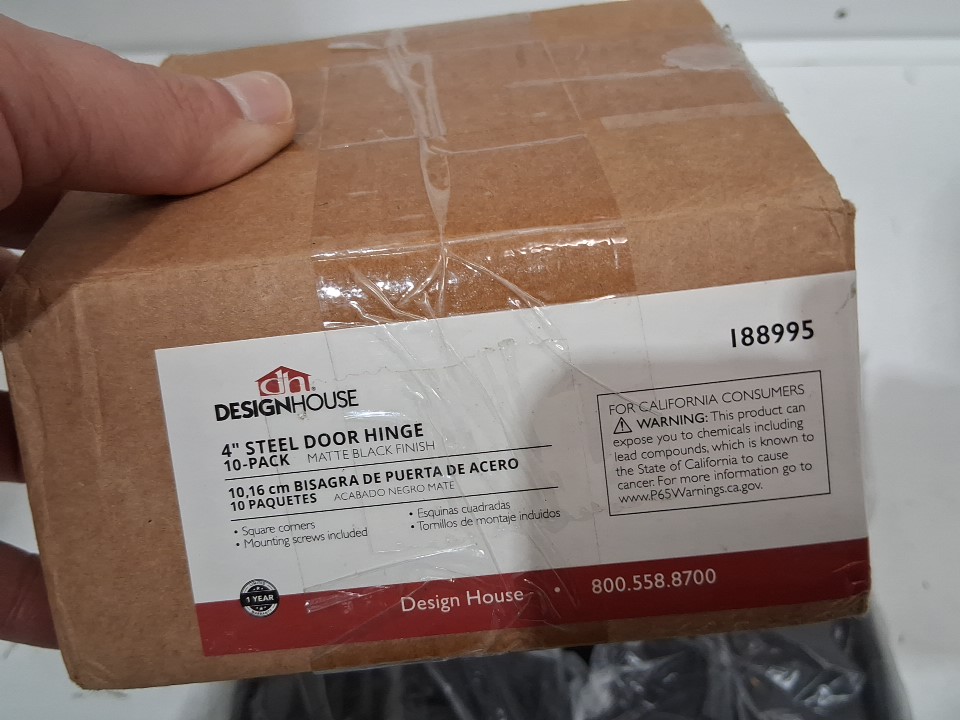 188995
dh®
DESIGNHOUSE
4" STEEL DOOR HINGE
10-PACK MATTE BLACK FINISH
10,16 cm BISAGRA DE PUERTA DE ACERO
10 PAQUETES ACABADO NEGRO MATE
• Square corners
• Mounting screws included
• Esquinas cuadradas
• Tornillos de montaje induidos
FOR CALIFORNIA CONSUMERS
⚠ WARNING: This product can
expose you to chemicals including
lead compounds, which is known to
the State of California to cause
cancer. For more information go to
www.P65Warnings.ca.gov.
1 YEAR
Design House • 800.558.8700